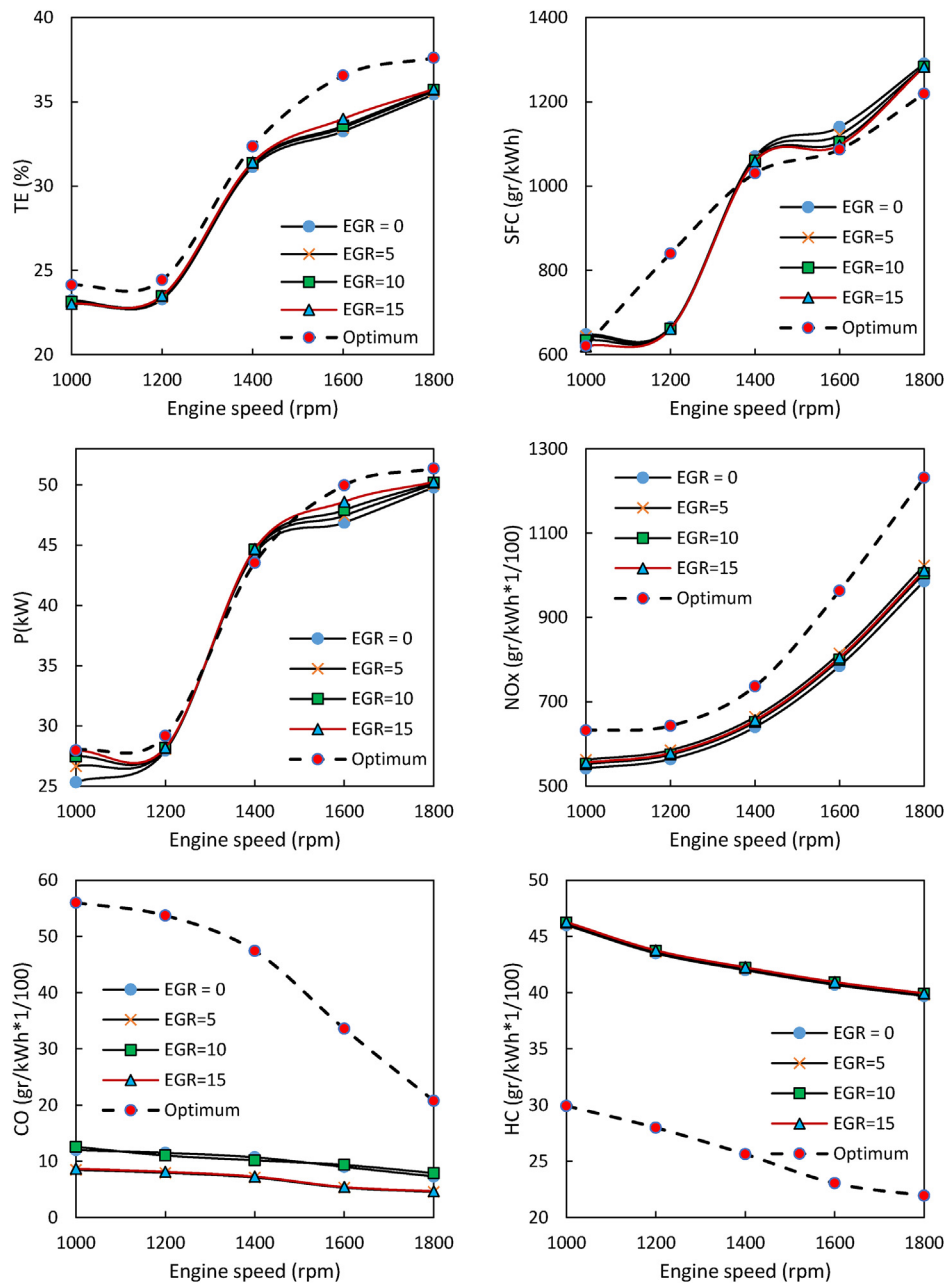 40
35
30
25
20
TE (%)
EGR = 0
EGR=5
EGR=10
EGR=15
Optimum
1000 1200 1400 1600 1800
Engine speed (rpm)
1400
1200
1000
800
600
SFC (gr/kWh)
EGR = 0
EGR=5
EGR=10
EGR=15
Optimum
1000 1200 1400 1600 1800
Engine speed (rpm)
50
45
40
35
30
25
P(kW)
EGR = 0
EGR=5
EGR=10
EGR=15
Optimum
1000 1200 1400 1600 1800
Engine speed (rpm)
1300
1100
900
700
500
NOx (gr/kWh*1/100)
EGR = 0
EGR=5
EGR=10
EGR=15
Optimum
1000 1200 1400 1600 1800
Engine speed (rpm)
60
50
40
30
20
10
0
CO (gr/kWh*1/100)
EGR = 0
EGR=5
EGR=10
EGR=15
Optimum
1000 1200 1400 1600 1800
Engine speed (rpm)
50
45
40
35
30
25
20
HC (gr/kWh*1/100)
EGR = 0
EGR=5
EGR=10
EGR=15
Optimum
1000 1200 1400 1600 1800
Engine speed (rpm)